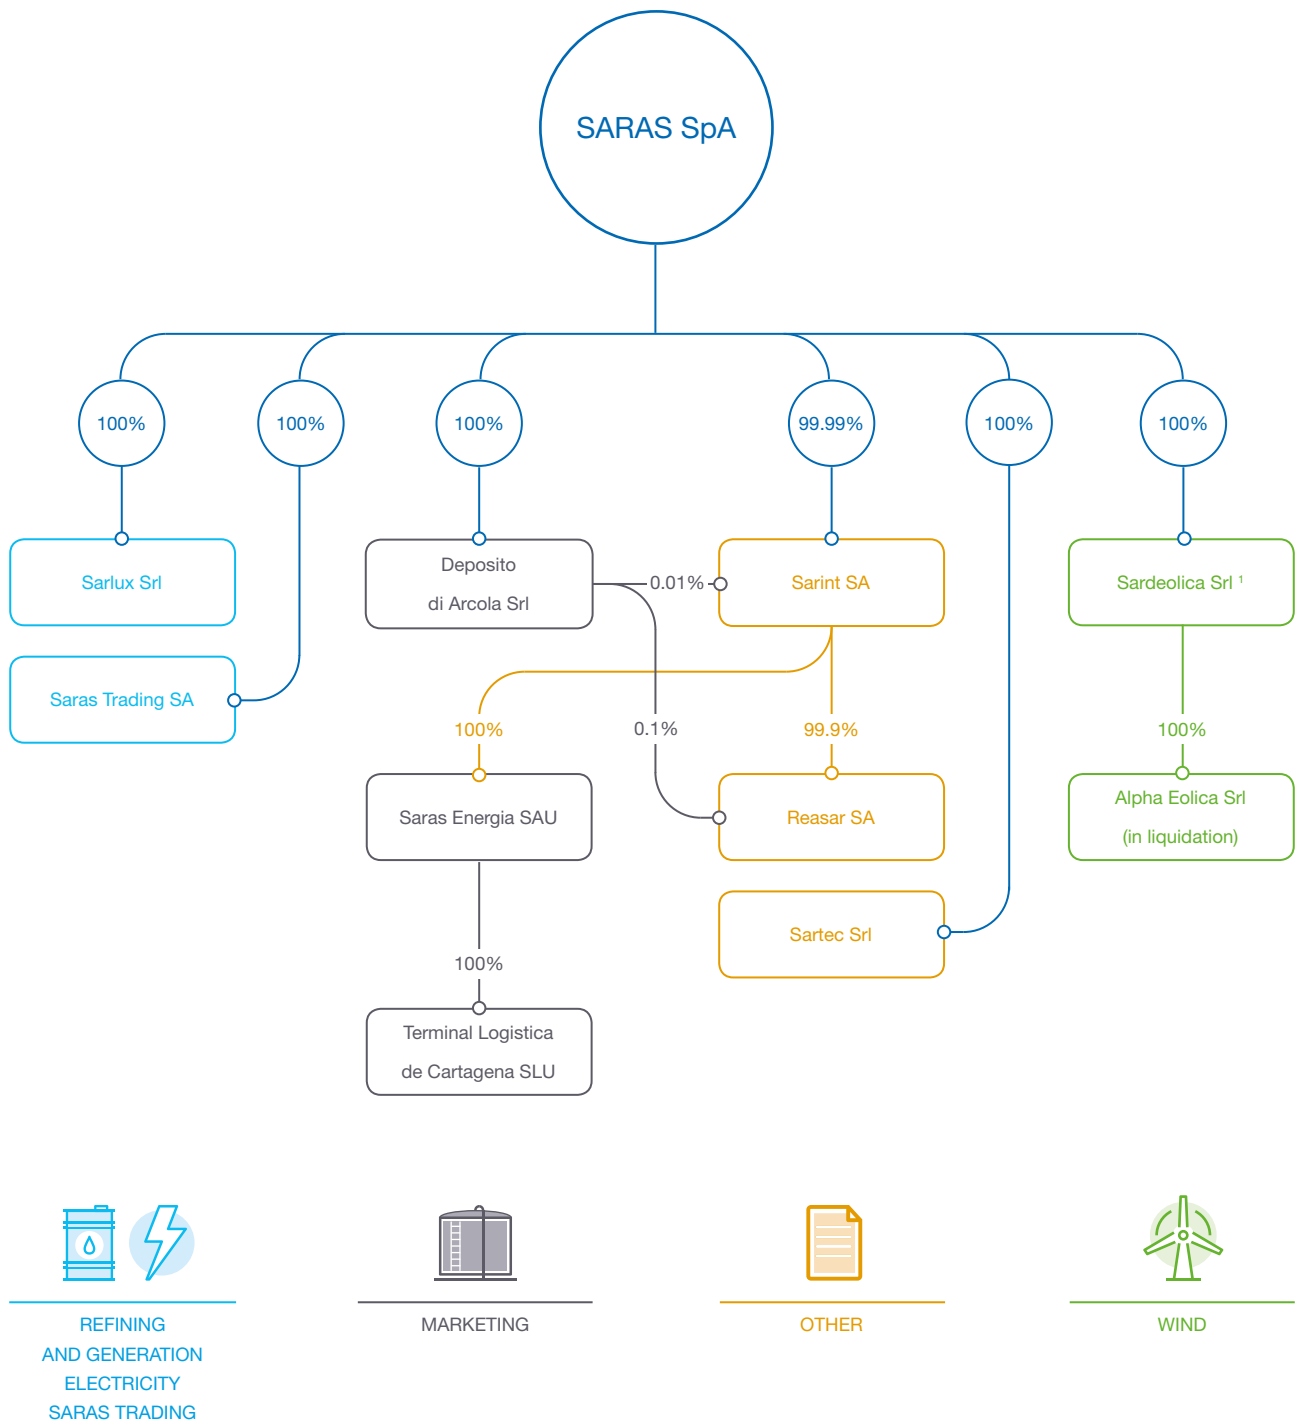 SARAS SpA
100%
100%
100%
99.99%
100%
100%
Sarlux Srl
Deposito
di Arcola Srl
0.01%
Sarint SA
Sardeolica Srl ¹
Saras Trading SA
100%
0.1%
99.9%
100%
Saras Energia SAU
Reasar SA
Alpha Eolica Srl
(in liquidation)
Sartec Srl
100%
Terminal Logistica
de Cartagena SLU
REFINING
AND GENERATION
ELECTRICITY
SARAS TRADING
MARKETING
OTHER
WIND